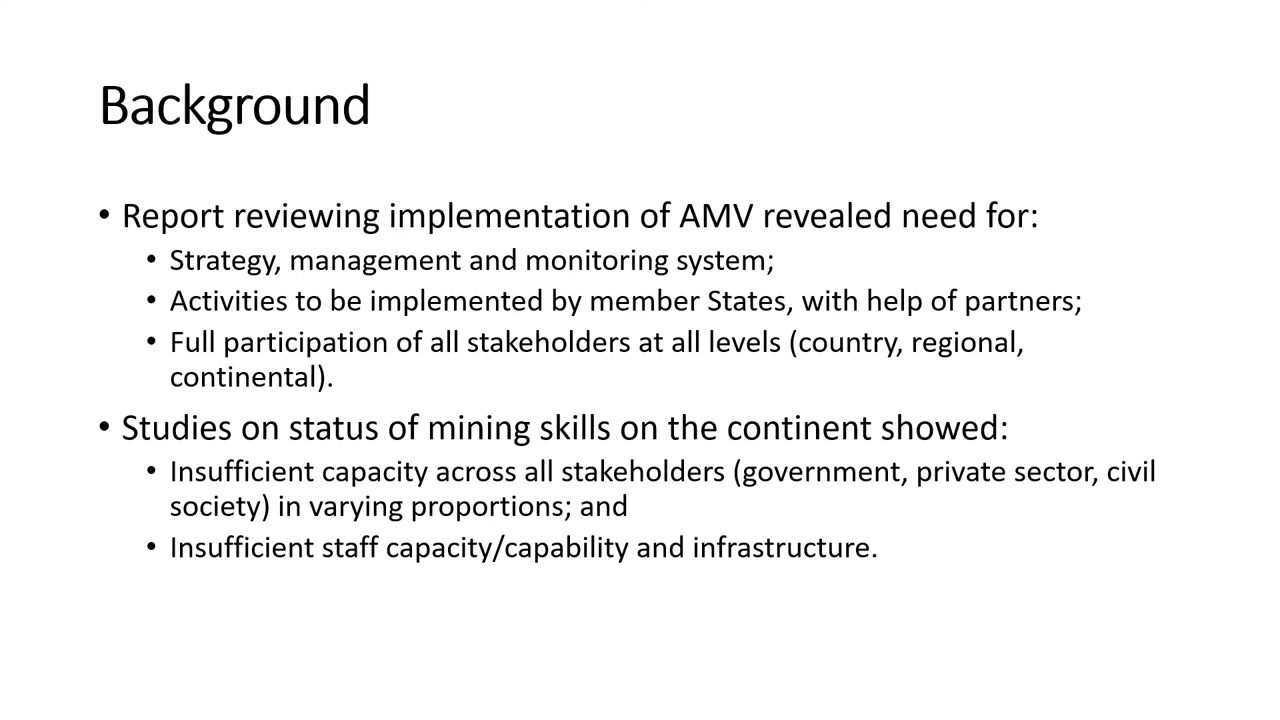 Background
• Report reviewing implementation of AMV revealed need for:
• Strategy, management and monitoring system;
• Activities to be implemented by member States, with help of partners;
• Full participation of all stakeholders at all levels (country, regional,
continental).
• Studies on status of mining skills on the continent showed:
• Insufficient capacity across all stakeholders (government, private sector, civil
society) in varying proportions; and
• Insufficient staff capacity/capability and infrastructure.